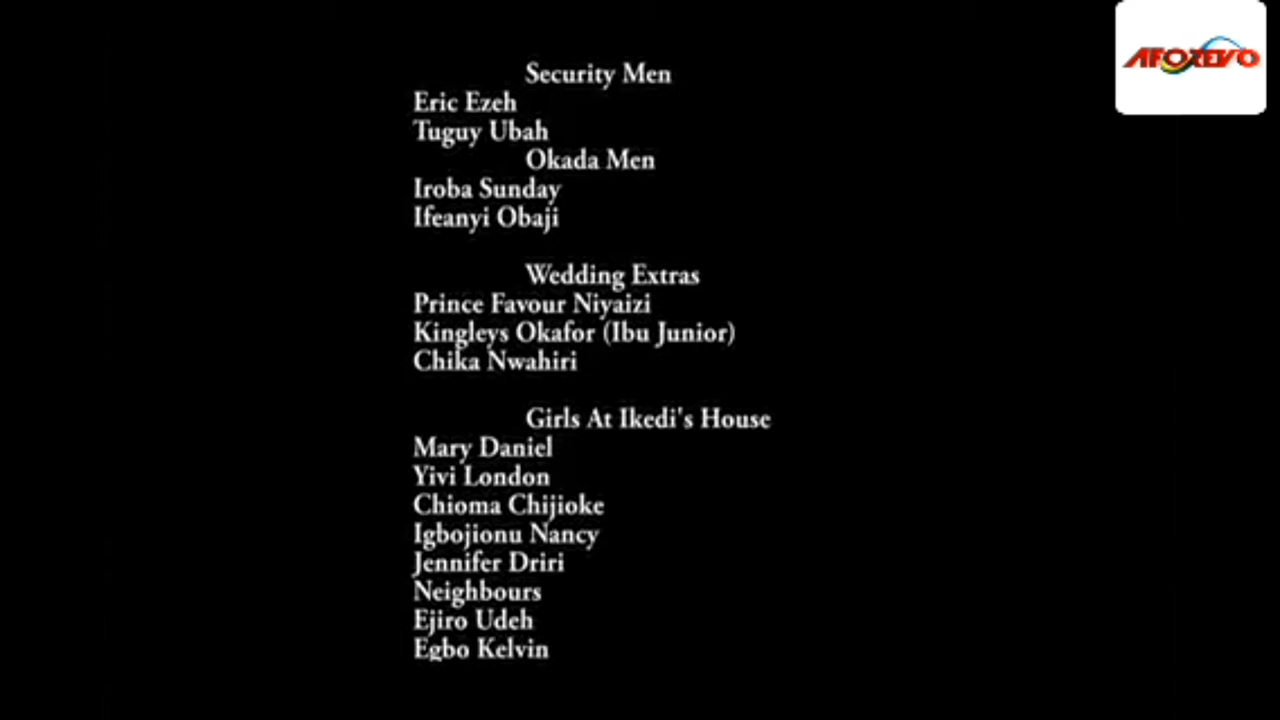 AFOREVO
Security Men
Eric Ezeh
Tuguy Ubah
Okada Men
Iroba Sunday
Ifeanyi Obaji
Wedding Extras
Prince Favour Niyaizi
Kingleys Okafor (Ibu Junior)
Chika Nwahiri
Girls At Ikedi's House
Mary Daniel
Yivi London
Chioma Chijioke
Igbojionu Nancy
Jennifer Driri
Neighbours
Ejiro Udeh
Egbo Kelvin